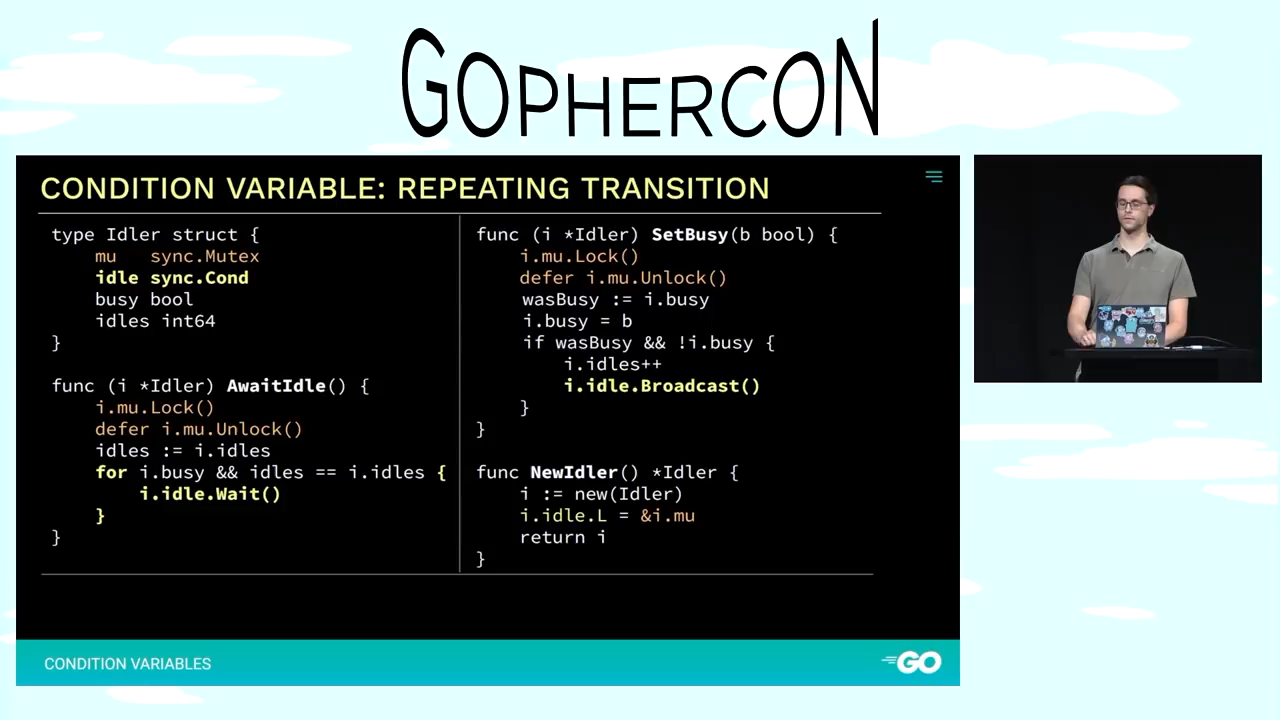 GOPHERCON
CONDITION VARIABLE: REPEATING TRANSITION
type Idler struct {
    mu   sync.Mutex
    idle sync.Cond
    busy bool
    idles int64
}
func (i *Idler) AwaitIdle() {
    i.mu.Lock()
    defer i.mu.Unlock()
    idles := i.idles
    for i.busy && idles == i.idles {
        i.idle.Wait()
    }
}
func (i *Idler) SetBusy(b bool) {
    i.mu.Lock()
    defer i.mu.Unlock()
    wasBusy := i.busy
    i.busy = b
    if wasBusy && !i.busy {
        i.idles++
        i.idle.Broadcast()
    }
}
func NewIdler() *Idler {
    i := new(Idler)
    i.idle.L = &i.mu
    return i
}
CONDITION VARIABLES
GO